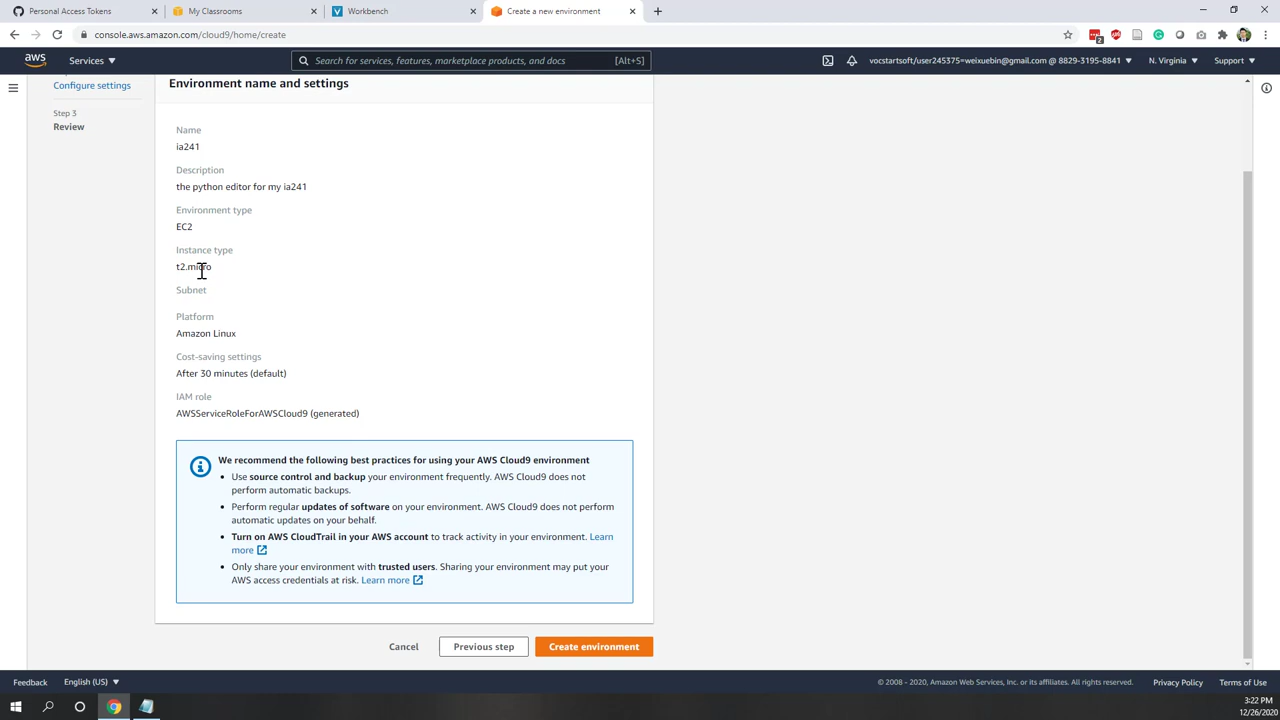 Personal Access Tokens
My Classrooms
Workbench
Create a new environment
console.aws.amazon.com/cloud9/home/create
aws
Services
Search for services, features, marketplace products, and docs
[Alt+S]
vocstartsoft/user245375=weixuebin@gmail.com @ 8829-3195-8841
N. Virginia
Support
Configure settings
Step 3
Review
Environment name and settings
Name
ia241
Description
the python editor for my ia241
Environment type
EC2
Instance type
t2.micro
Subnet
Platform
Amazon Linux
Cost-saving settings
After 30 minutes (default)
IAM role
AWSServiceRoleForAWSCloud9 (generated)
We recommend the following best practices for using your AWS Cloud9 environment
• Use source control and backup your environment frequently. AWS Cloud9 does not
perform automatic backups.
• Perform regular updates of software on your environment. AWS Cloud9 does not perform
automatic updates on your behalf.
• Turn on AWS CloudTrail in your AWS account to track activity in your environment. Learn
more
• Only share your environment with trusted users. Sharing your environment may put your
AWS access credentials at risk. Learn more
Cancel
Previous step
Create environment
Feedback
English (US)
© 2008 - 2020, Amazon Web Services, Inc. or its affiliates. All rights reserved.
Privacy Policy
Terms of Use
3:22 PM
12/26/2020